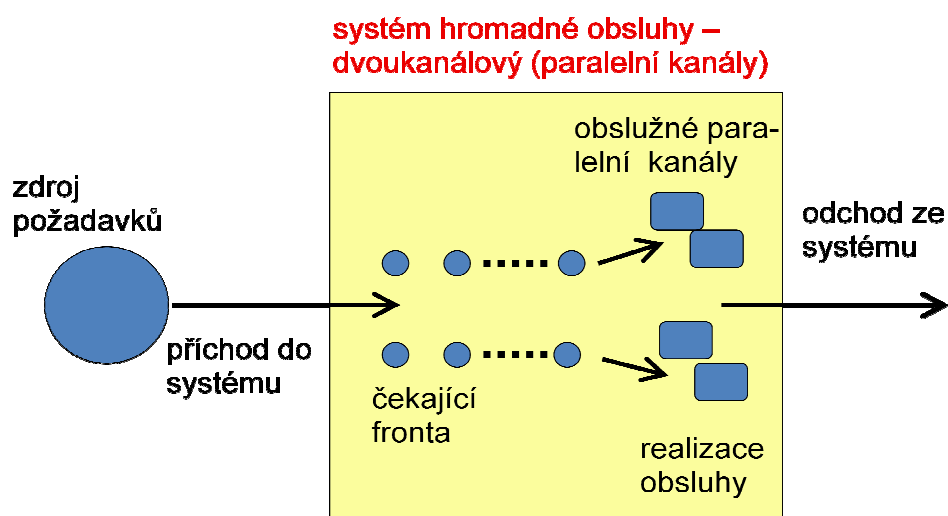 systém hromadné obsluhy –
dvoukanálový (paralelní kanály)
obslužné para-
lelní kanály
zdroj
požadavků
odchod ze
systému
příchod do
systému
čekající
fronta
realizace
obsluhy